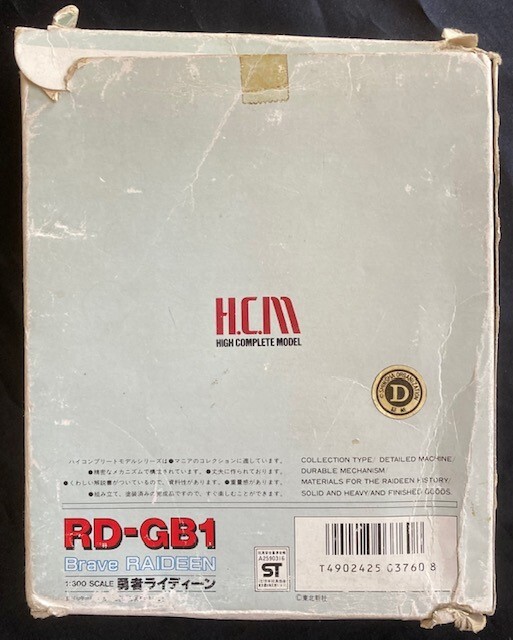 H.C.M
HIGH COMPLETE MODEL
D
ハイコンプリートモデルシリーズは●マニアのコレクションに適しています。
●精密なメカニズムで構立されています。●丈夫に作られております。
●くわしい解説書がついているので、資料性があります。●重量感があります。
●組み立て、塗装済みの完成品ですので、すぐ楽しむことができます。
COLLECTION TYPE/ DETAILED MACHINE/
DURABLE MECHANISM/
MATERIALS FOR THE RAIDEEN HISTORY/
SOLID AND HEAVY/AND FINISHED GOODS.
RD-GB1
Brave RAIDEEN
1:300 SCALE 勇者ライディーン
A2590316
ST
T4902425 037608
©東北新社